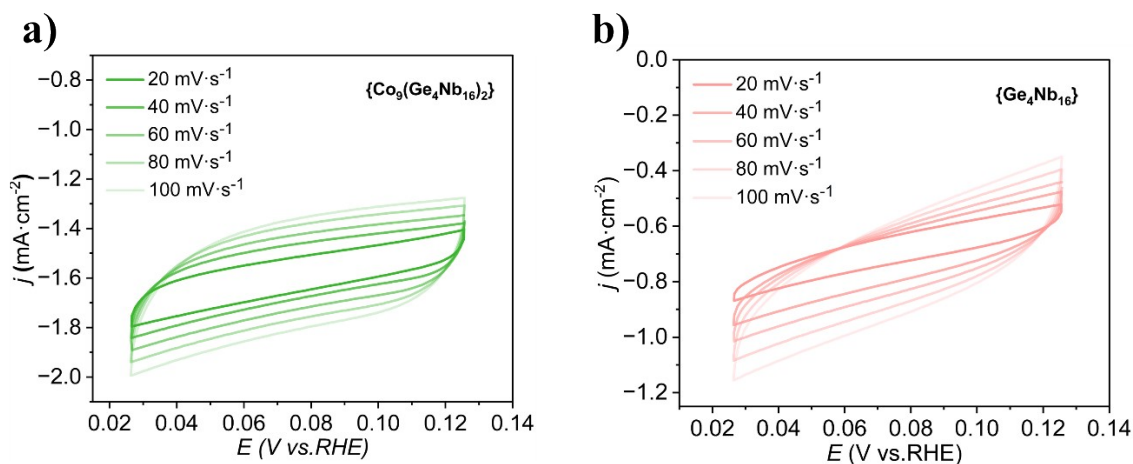 a)
−0.8
−1.0
−1.2
−1.4
−1.6
−1.8
−2.0
j (mA·cm⁻²)
20 mV·s⁻¹
40 mV·s⁻¹
60 mV·s⁻¹
80 mV·s⁻¹
100 mV·s⁻¹
{Co₉(Ge₄Nb₁₆)₂}
0.02 0.04 0.06 0.08 0.10 0.12 0.14
E (V vs.RHE)
b)
0.0
−0.2
−0.4
−0.6
−0.8
−1.0
−1.2
j (mA·cm⁻²)
20 mV·s⁻¹
40 mV·s⁻¹
60 mV·s⁻¹
80 mV·s⁻¹
100 mV·s⁻¹
{Ge₄Nb₁₆}
0.02 0.04 0.06 0.08 0.10 0.12 0.14
E (V vs.RHE)